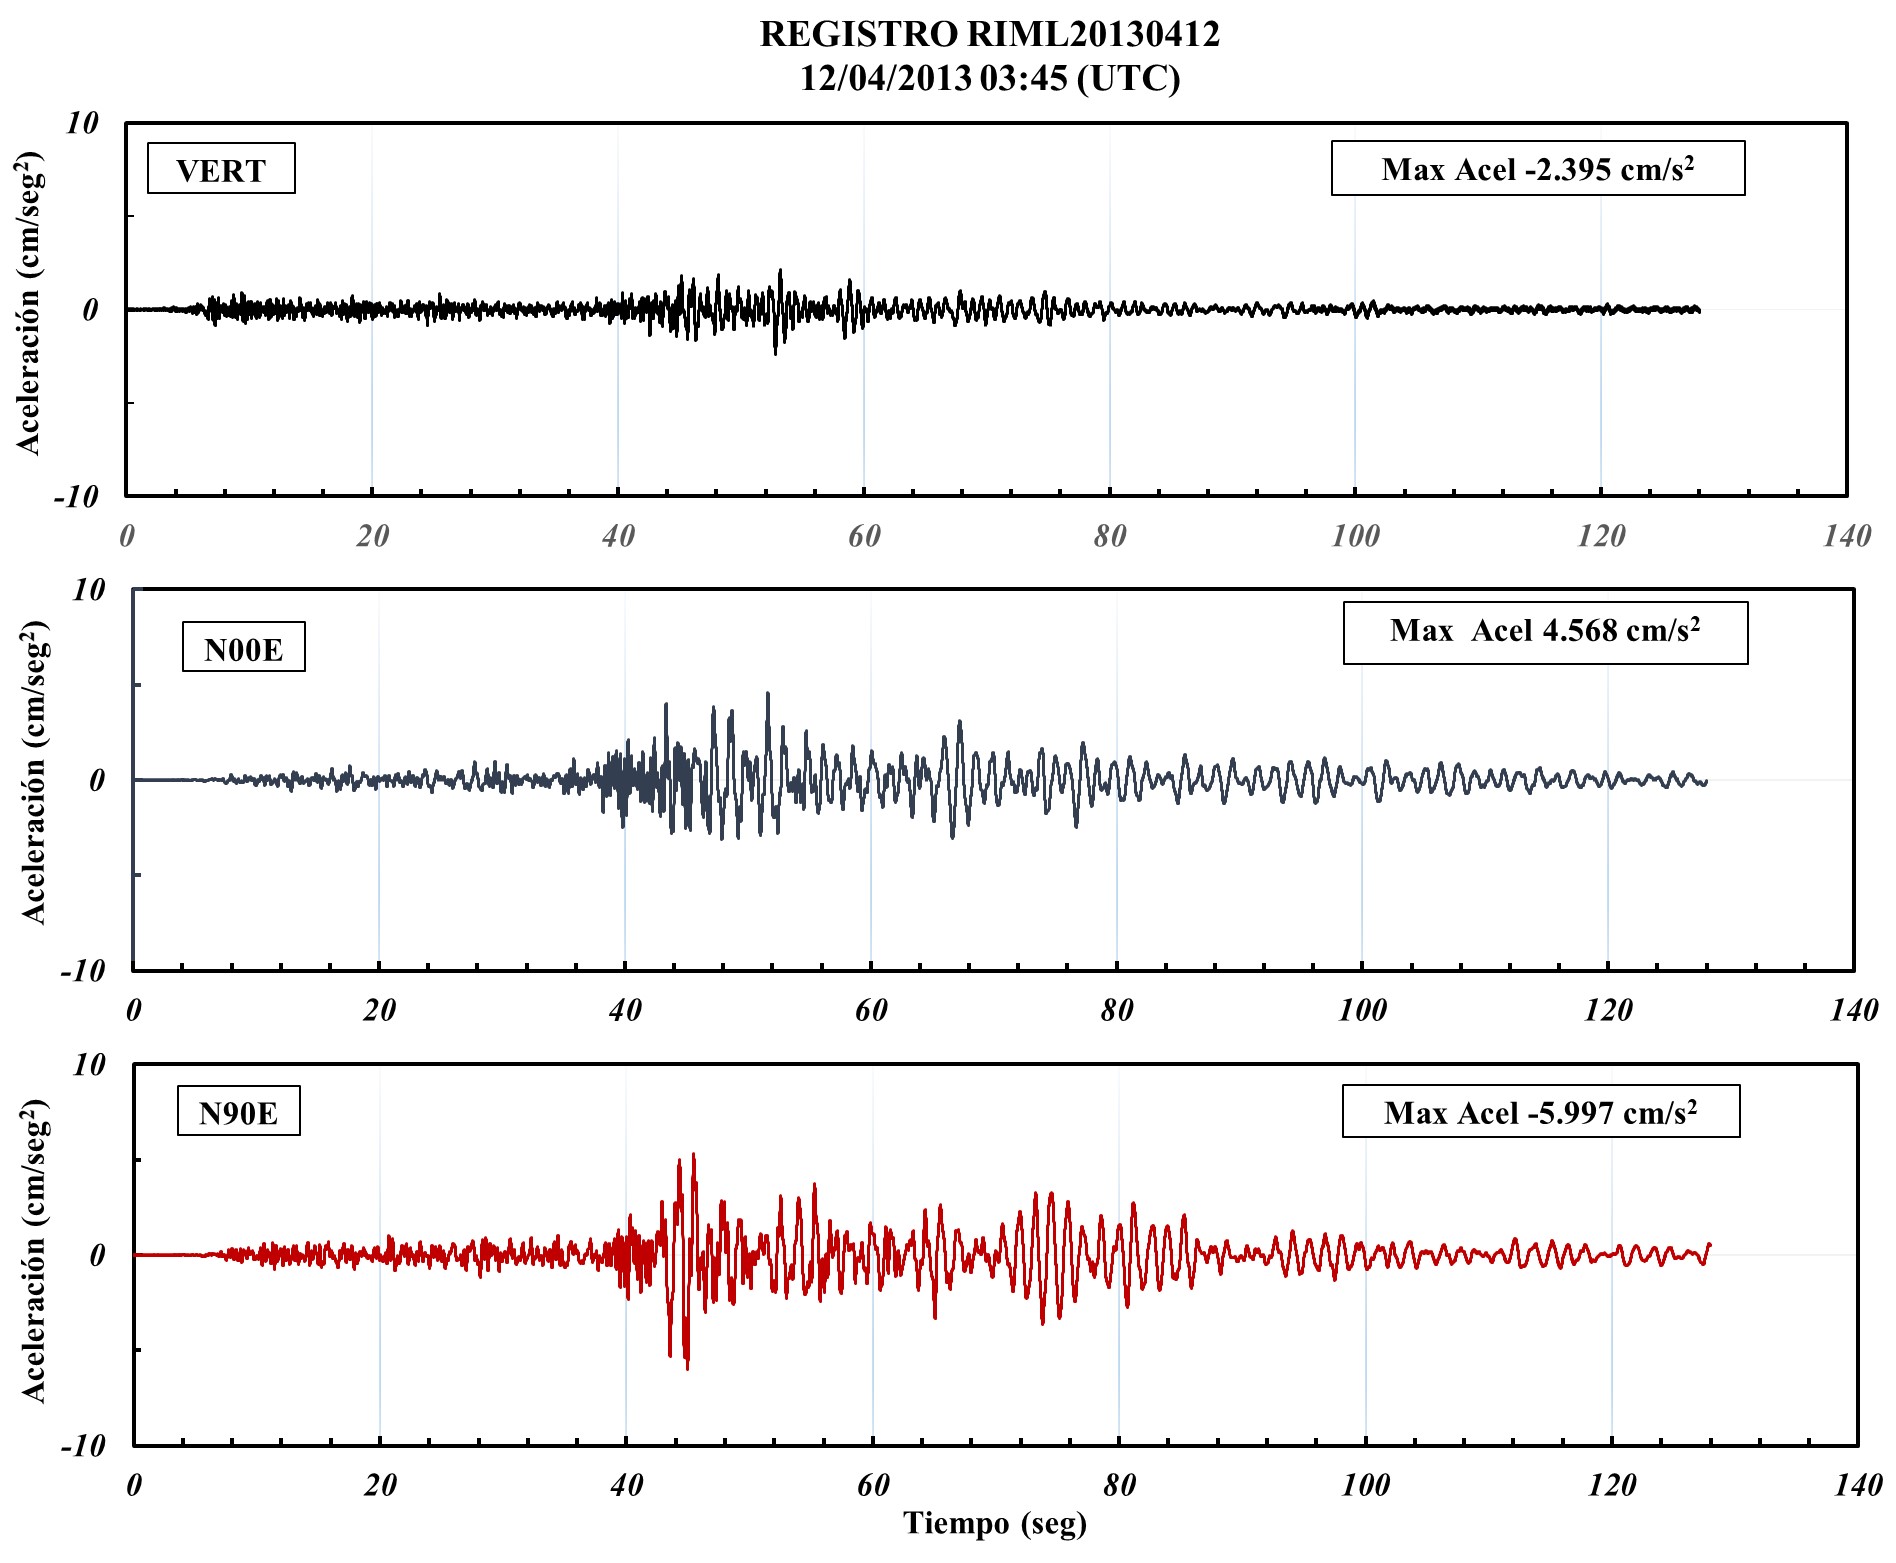 REGISTRO RIML20130412
12/04/2013 03:45 (UTC)
10
VERT
Max Acel -2.395 cm/s²
Aceleración (cm/seg²)
0
-10
0 20 40 60 80 100 120 140
10
N00E
Max Acel 4.568 cm/s²
Aceleración (cm/seg²)
0
-10
0 20 40 60 80 100 120 140
10
N90E
Max Acel -5.997 cm/s²
Aceleración (cm/seg²)
0
-10
0 20 40 60 80 100 120 140
Tiempo (seg)